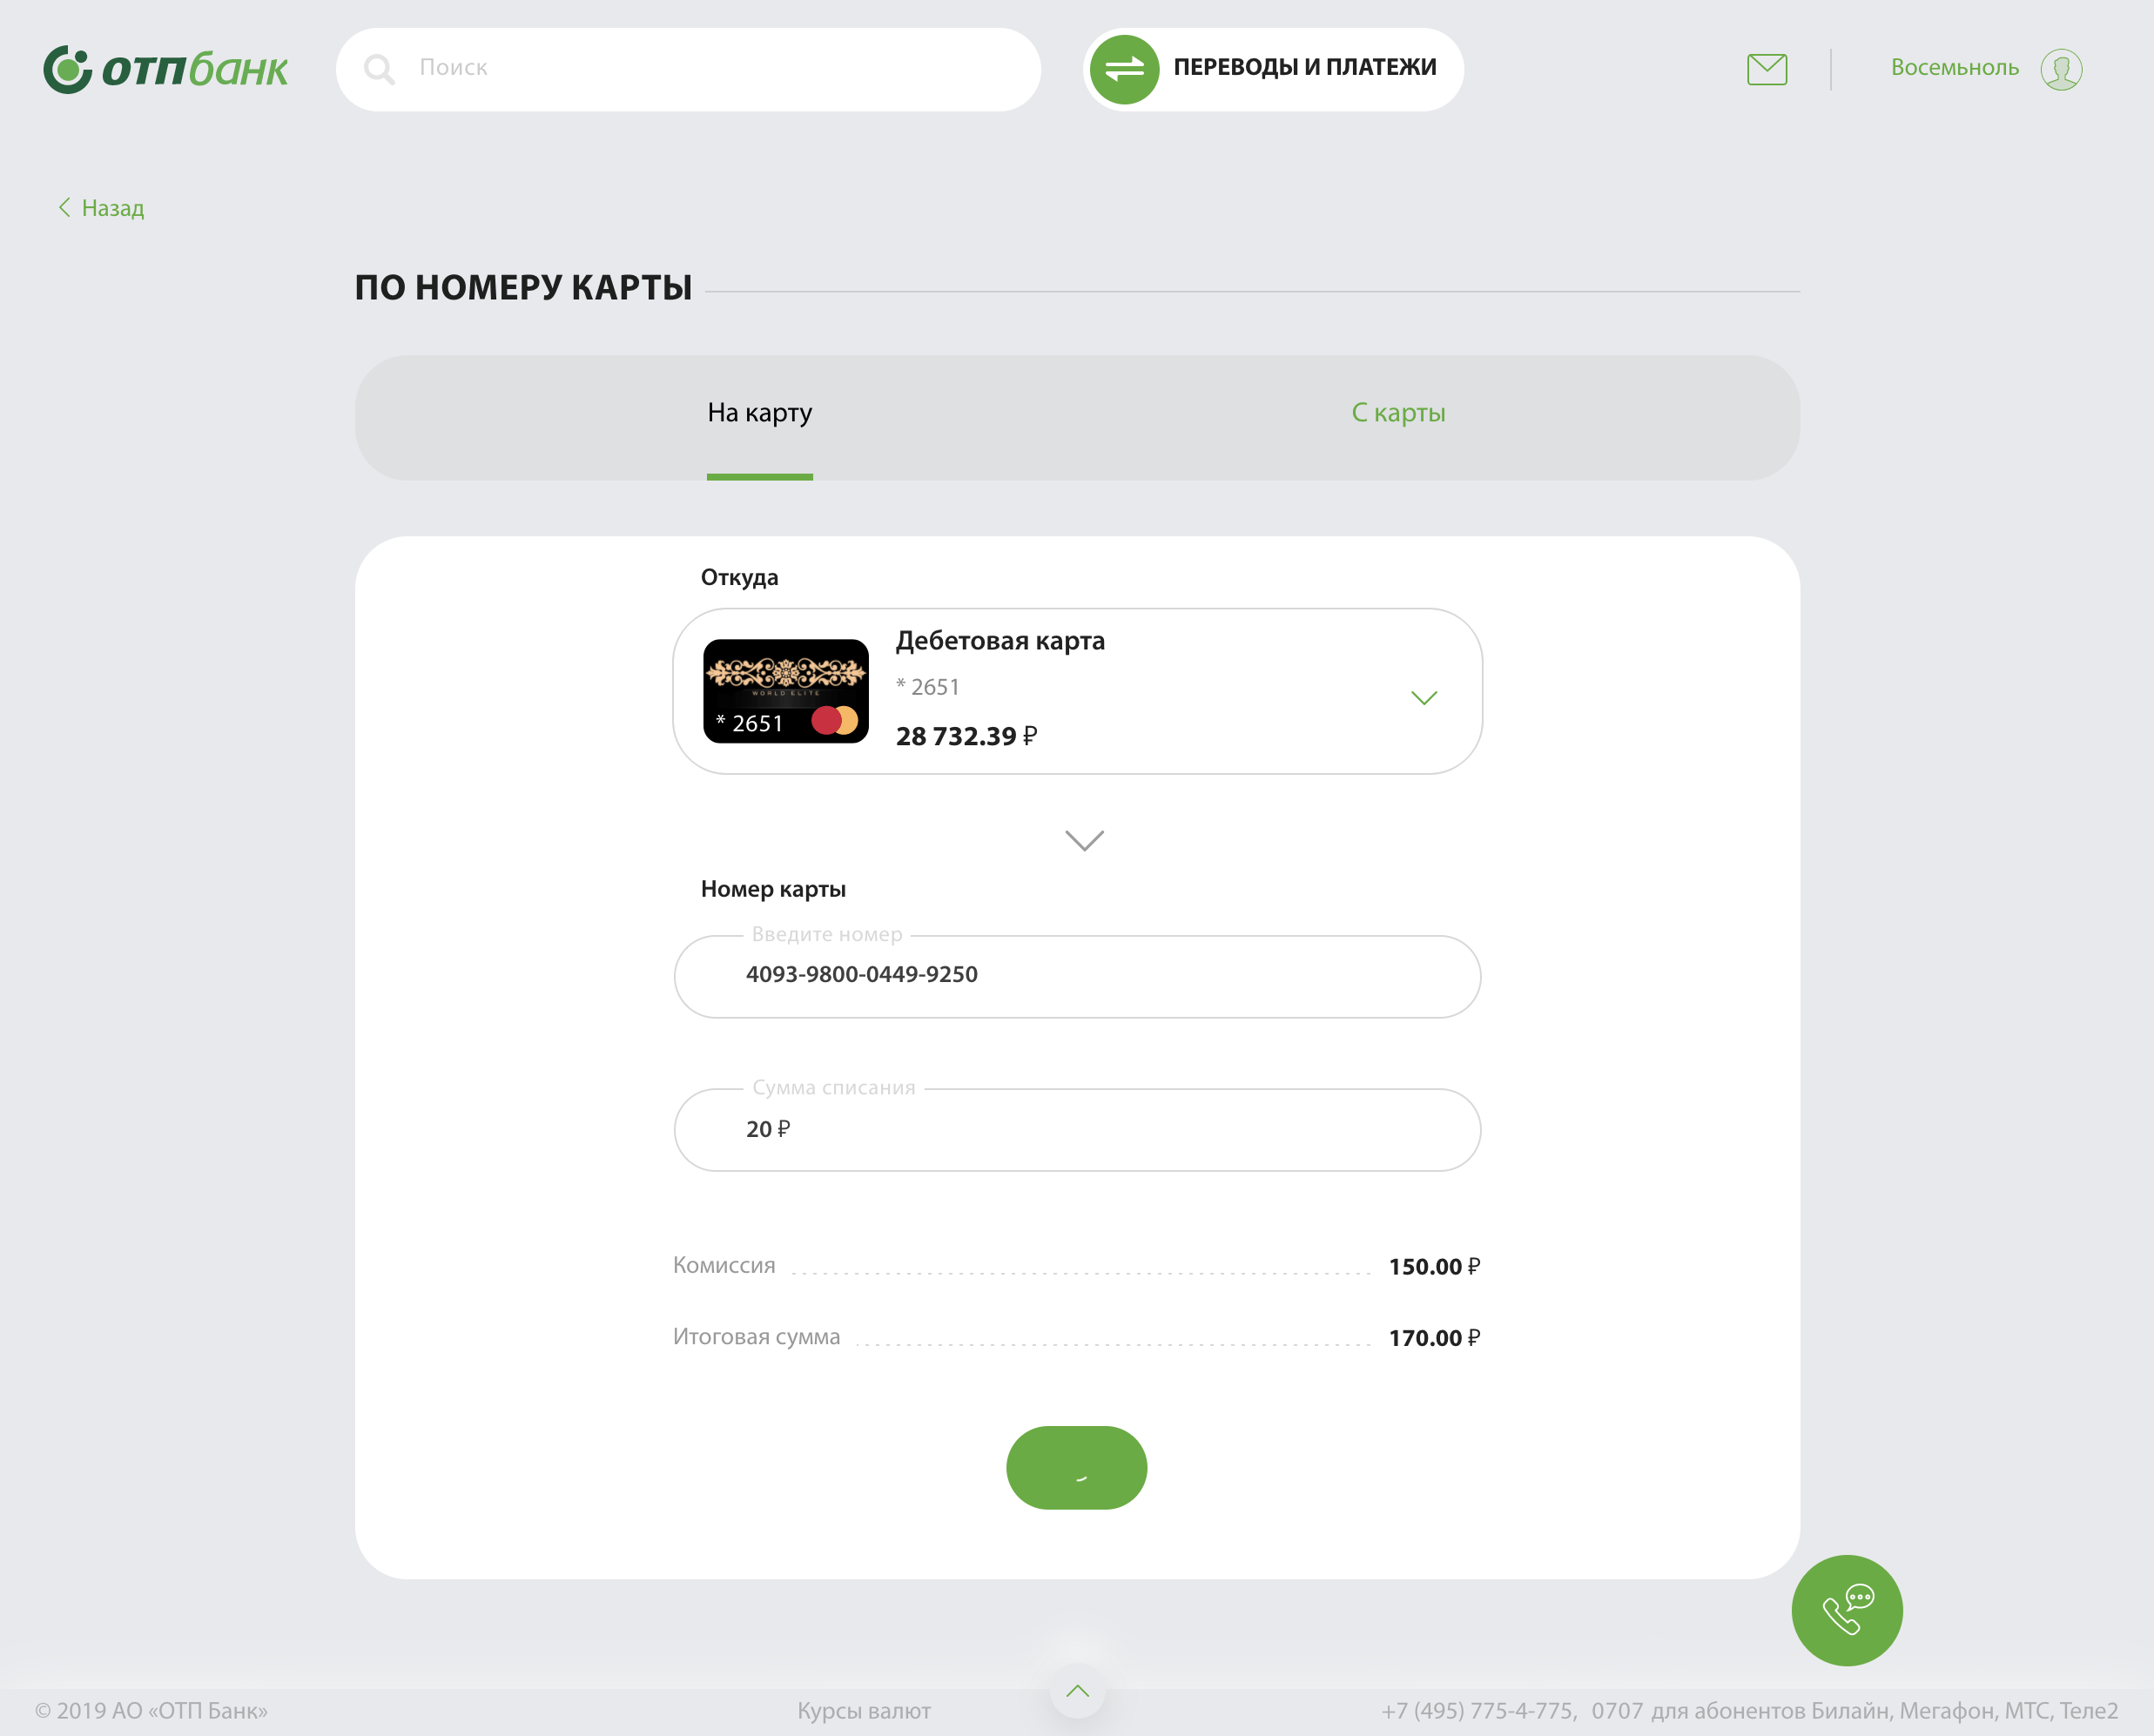 отпбанк
Поиск
ПЕРЕВОДЫ И ПЛАТЕЖИ
Восемьноль
Назад
ПО НОМЕРУ КАРТЫ
На карту
С карты
Откуда
WORLD ELITE
* 2651
Дебетовая карта
* 2651
28 732.39 ₽
Номер карты
Введите номер
4093-9800-0449-9250
Сумма списания
20 ₽
Комиссия 150.00 ₽
Итоговая сумма 170.00 ₽
© 2019 АО «ОТП Банк»
Курсы валют
+7 (495) 775-4-775, 0707 для абонентов Билайн, Мегафон, МТС, Теле2